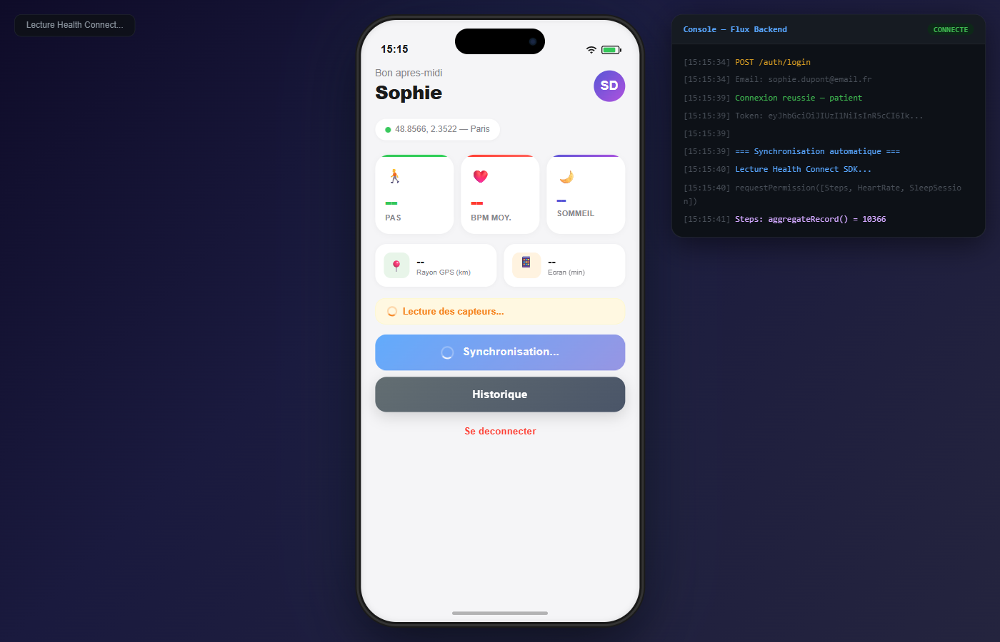 Lecture Health Connect...
15:15
Bon apres-midi
Sophie
SD
48.8566, 2.3522 — Paris
--
PAS
--
BPM MOY.
--
SOMMEIL
--
Rayon GPS (km)
--
Ecran (min)
Lecture des capteurs...
Synchronisation...
Historique
Se deconnecter
Console — Flux Backend
CONNECTE
[15:15:34] POST /auth/login
[15:15:34] Email: sophie.dupont@email.fr
[15:15:39] Connexion reussie — patient
[15:15:39] Token: eyJhbGciOiJIUzI1NiIsInR5cCI6Ik...
[15:15:39]
[15:15:39] === Synchronisation automatique ===
[15:15:40] Lecture Health Connect SDK...
[15:15:40] requestPermission([Steps, HeartRate, SleepSessio
n])
[15:15:41] Steps: aggregateRecord() = 10366